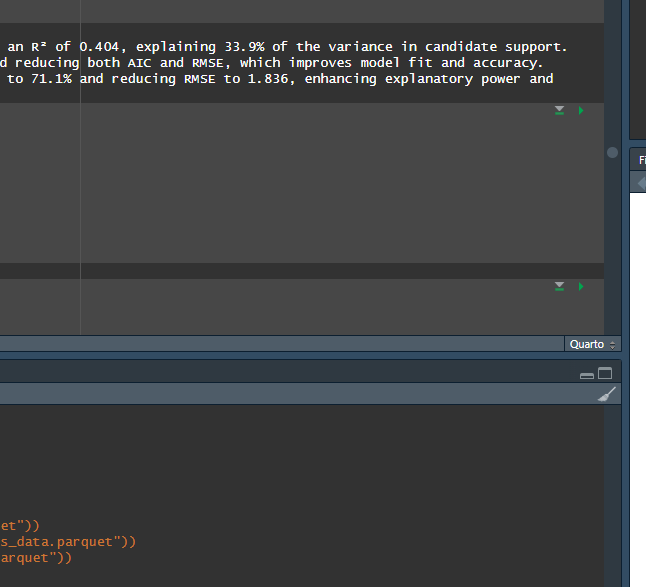 an R² of 0.404, explaining 33.9% of the variance in candidate support.
d reducing both AIC and RMSE, which improves model fit and accuracy.
to 71.1% and reducing RMSE to 1.836, enhancing explanatory power and
Fi
Quarto
et"))
s_data.parquet"))
arquet"))